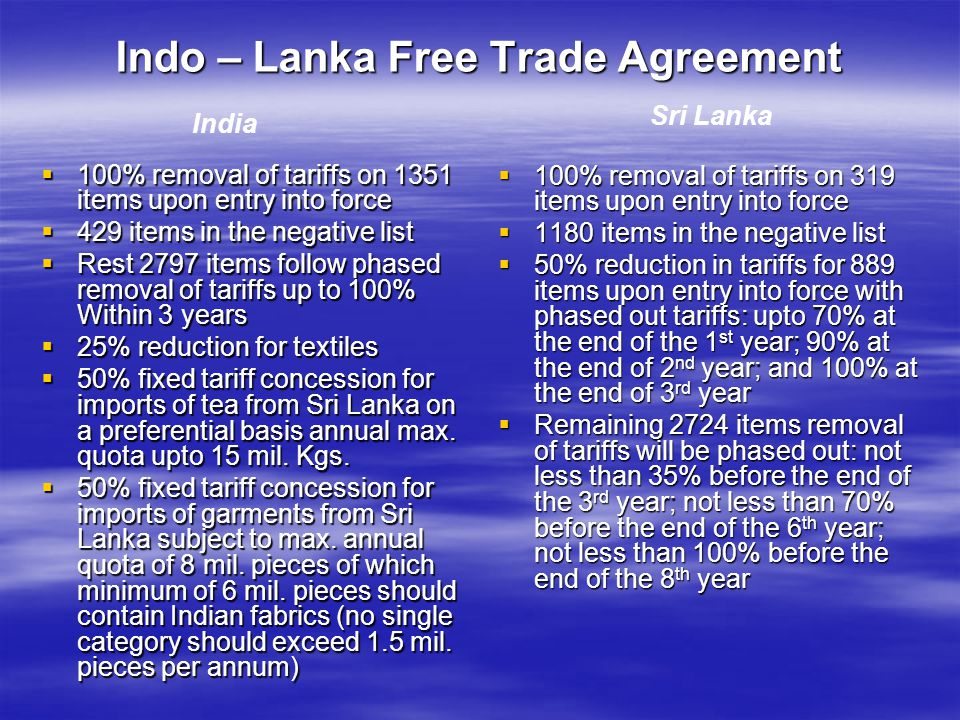 Indo – Lanka Free Trade Agreement
India
▪ 100% removal of tariffs on 1351
items upon entry into force
▪ 429 items in the negative list
▪ Rest 2797 items follow phased
removal of tariffs up to 100%
Within 3 years
▪ 25% reduction for textiles
▪ 50% fixed tariff concession for
imports of tea from Sri Lanka on
a preferential basis annual max.
quota upto 15 mil. Kgs.
▪ 50% fixed tariff concession for
imports of garments from Sri
Lanka subject to max. annual
quota of 8 mil. pieces of which
minimum of 6 mil. pieces should
contain Indian fabrics (no single
category should exceed 1.5 mil.
pieces per annum)
Sri Lanka
▪ 100% removal of tariffs on 319
items upon entry into force
▪ 1180 items in the negative list
▪ 50% reduction in tariffs for 889
items upon entry into force with
phased out tariffs: upto 70% at
the end of the 1st year; 90% at
the end of 2nd year; and 100% at
the end of 3rd year
▪ Remaining 2724 items removal
of tariffs will be phased out: not
less than 35% before the end of
the 3rd year; not less than 70%
before the end of the 6th year;
not less than 100% before the
end of the 8th year